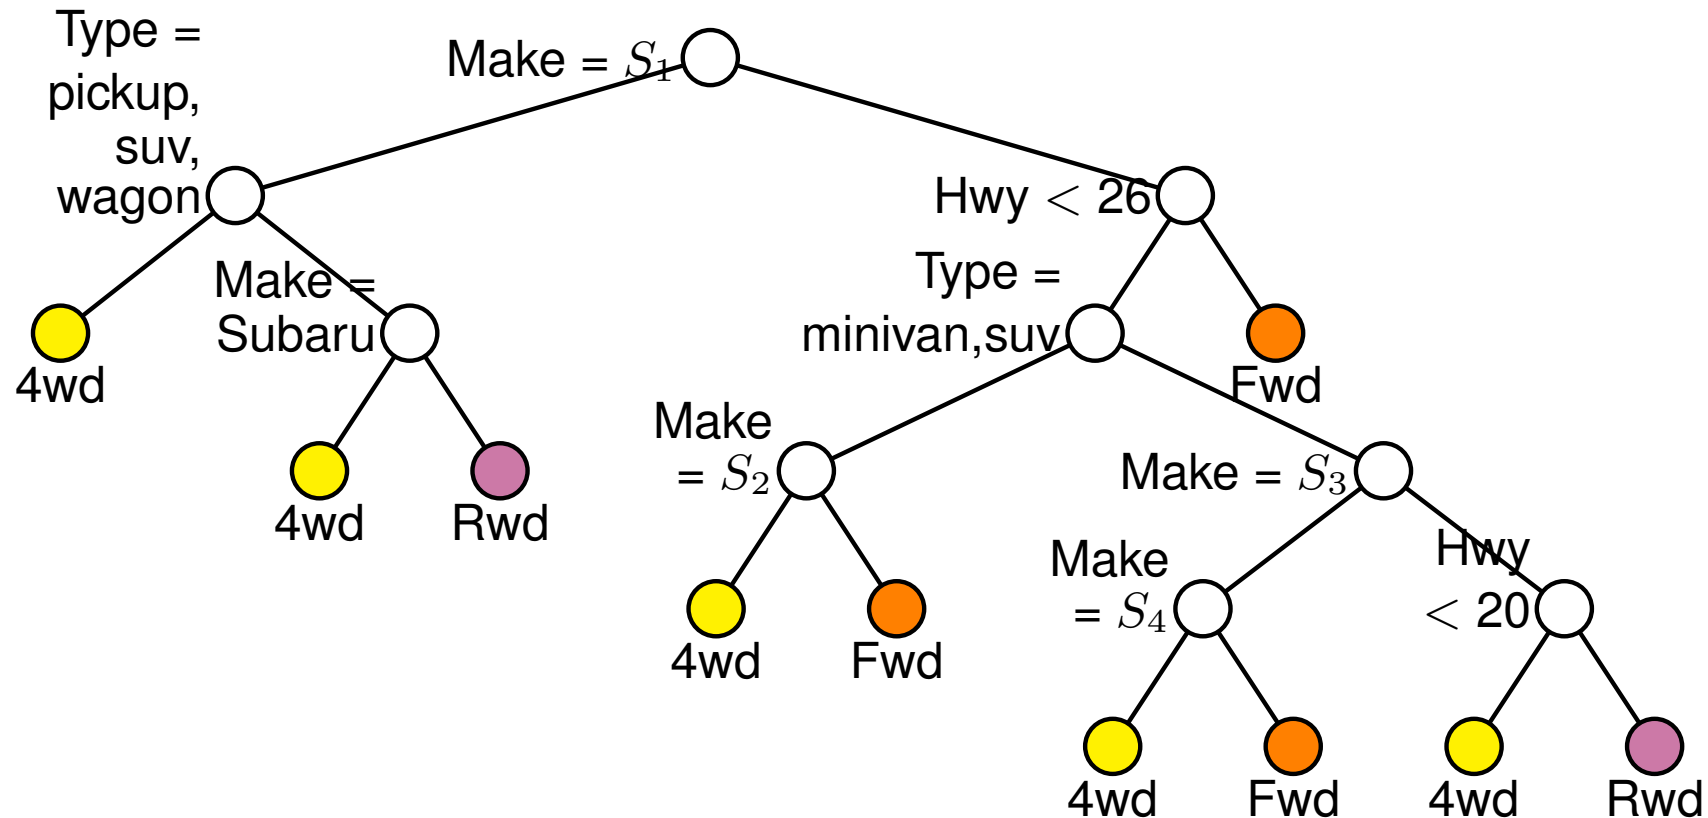 Type =
pickup,
suv,
wagon
Make = S₁
Hwy < 26
Type =
minivan,suv
Make =
Subaru
4wd
Fwd
Make
= S₂
Make = S₃
4wd
Rwd
Make
= S₄
Hwy
< 20
4wd
Fwd
4wd
Fwd
4wd
Rwd